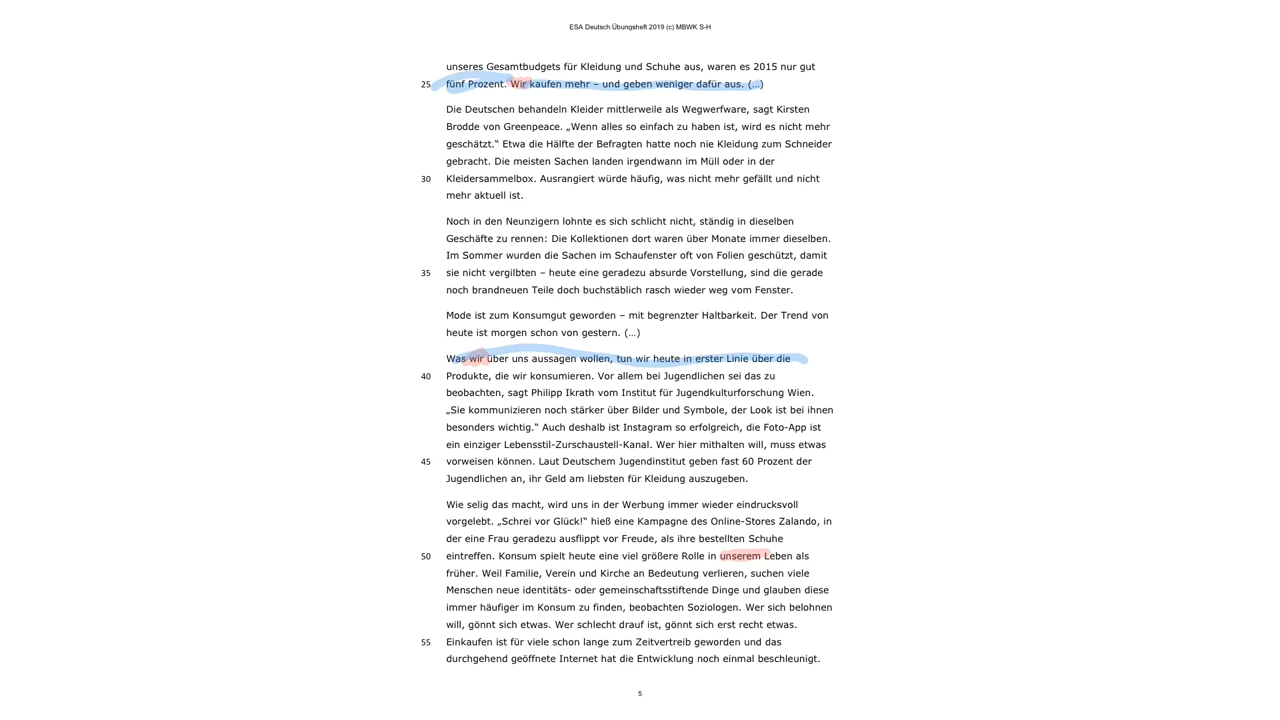 ESA Deutsch Übungsheft 2019 (c) MBWK S-H
unseres Gesamtbudgets für Kleidung und Schuhe aus, waren es 2015 nur gut
25 fünf Prozent. Wir kaufen mehr – und geben weniger dafür aus. (…)
Die Deutschen behandeln Kleider mittlerweile als Wegwerfware, sagt Kirsten
Brodde von Greenpeace. „Wenn alles so einfach zu haben ist, wird es nicht mehr
geschätzt.“ Etwa die Hälfte der Befragten hatte noch nie Kleidung zum Schneider
gebracht. Die meisten Sachen landen irgendwann im Müll oder in der
30 Kleidersammelbox. Ausrangiert würde häufig, was nicht mehr gefällt und nicht
mehr aktuell ist.
Noch in den Neunzigern lohnte es sich schlicht nicht, ständig in dieselben
Geschäfte zu rennen: Die Kollektionen dort waren über Monate immer dieselben.
Im Sommer wurden die Sachen im Schaufenster oft von Folien geschützt, damit
35 sie nicht vergilbten – heute eine geradezu absurde Vorstellung, sind die gerade
noch brandneuen Teile doch buchstäblich rasch wieder weg vom Fenster.
Mode ist zum Konsumgut geworden – mit begrenzter Haltbarkeit. Der Trend von
heute ist morgen schon von gestern. (…)
Was wir über uns aussagen wollen, tun wir heute in erster Linie über die
40 Produkte, die wir konsumieren. Vor allem bei Jugendlichen sei das zu
beobachten, sagt Philipp Ikrath vom Institut für Jugendkulturforschung Wien.
„Sie kommunizieren noch stärker über Bilder und Symbole, der Look ist bei ihnen
besonders wichtig.“ Auch deshalb ist Instagram so erfolgreich, die Foto-App ist
ein einziger Lebensstil-Zurschaustell-Kanal. Wer hier mithalten will, muss etwas
45 vorweisen können. Laut Deutschem Jugendinstitut geben fast 60 Prozent der
Jugendlichen an, ihr Geld am liebsten für Kleidung auszugeben.
Wie selig das macht, wird uns in der Werbung immer wieder eindrucksvoll
vorgelebt. „Schrei vor Glück!“ hieß eine Kampagne des Online-Stores Zalando, in
der eine Frau geradezu ausflippt vor Freude, als ihre bestellten Schuhe
50 eintreffen. Konsum spielt heute eine viel größere Rolle in unserem Leben als
früher. Weil Familie, Verein und Kirche an Bedeutung verlieren, suchen viele
Menschen neue identitäts- oder gemeinschaftsstiftende Dinge und glauben diese
immer häufiger im Konsum zu finden, beobachten Soziologen. Wer sich belohnen
will, gönnt sich etwas. Wer schlecht drauf ist, gönnt sich erst recht etwas.
55 Einkaufen ist für viele schon lange zum Zeitvertreib geworden und das
durchgehend geöffnete Internet hat die Entwicklung noch einmal beschleunigt.
5